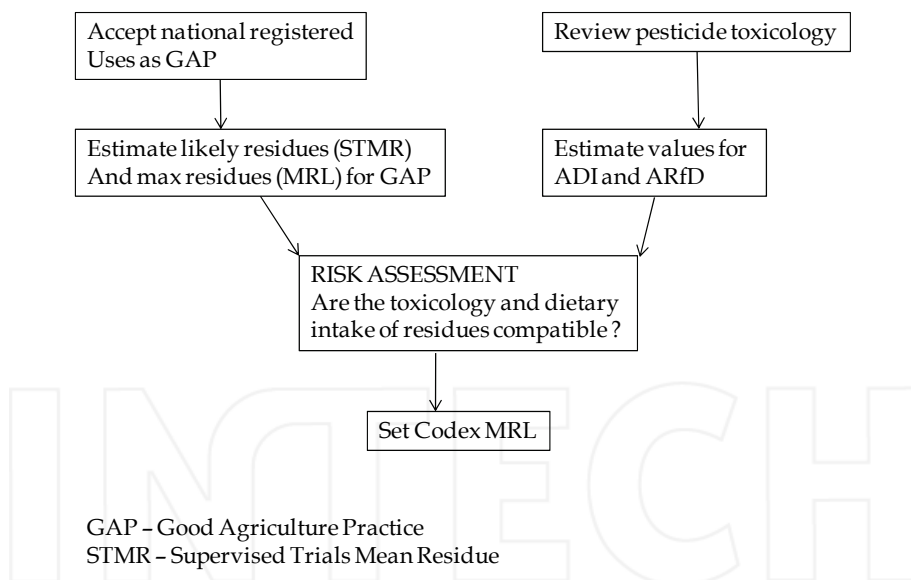 Accept national registered
Uses as GAP
Review pesticide toxicology
Estimate likely residues (STMR)
And max residues (MRL) for GAP
Estimate values for
ADI and ARfD
RISK ASSESSMENT
Are the toxicology and dietary
intake of residues compatible ?
Set Codex MRL
INTECH
GAP – Good Agriculture Practice
STMR – Supervised Trials Mean Residue